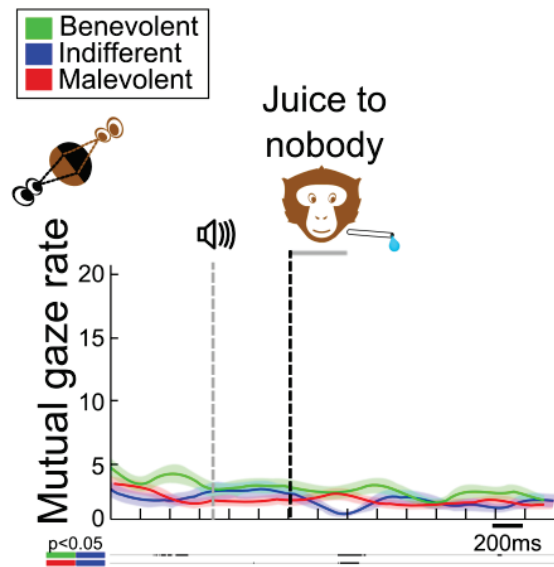 Benevolent
Indifferent
Malevolent
Juice to
nobody
Mutual gaze rate
20
15
10
5
0
200ms
p<0.05